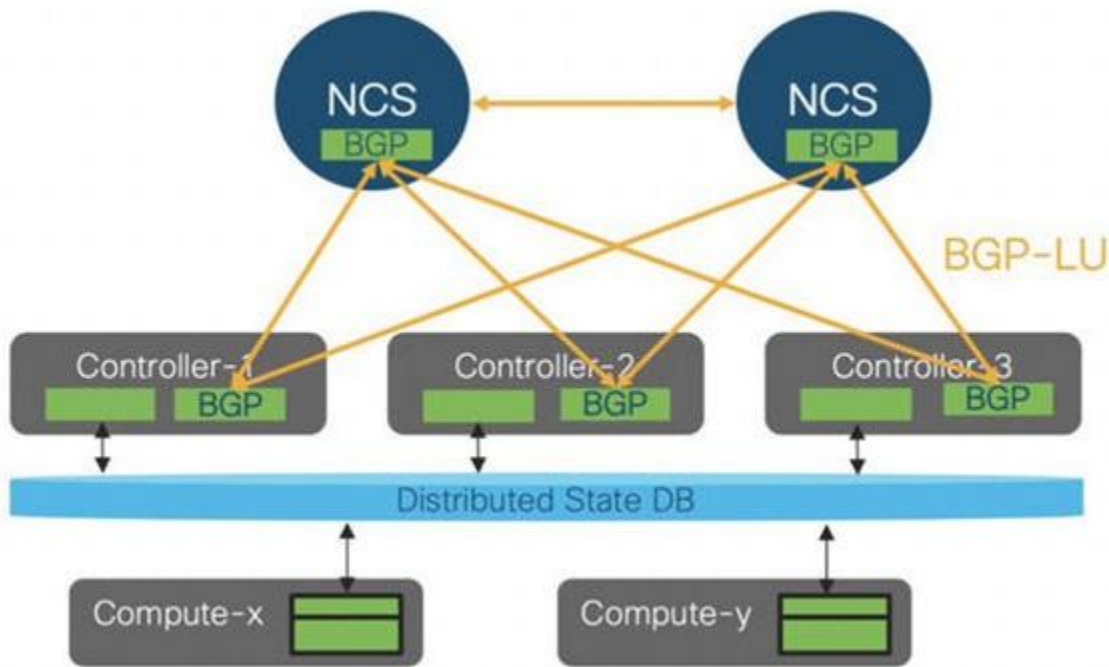 NCS
BGP
NCS
BGP
BGP-LU
Controller-1
BGP
Controller-2
BGP
Controller-3
BGP
Distributed State DB
Compute-x
Compute-y